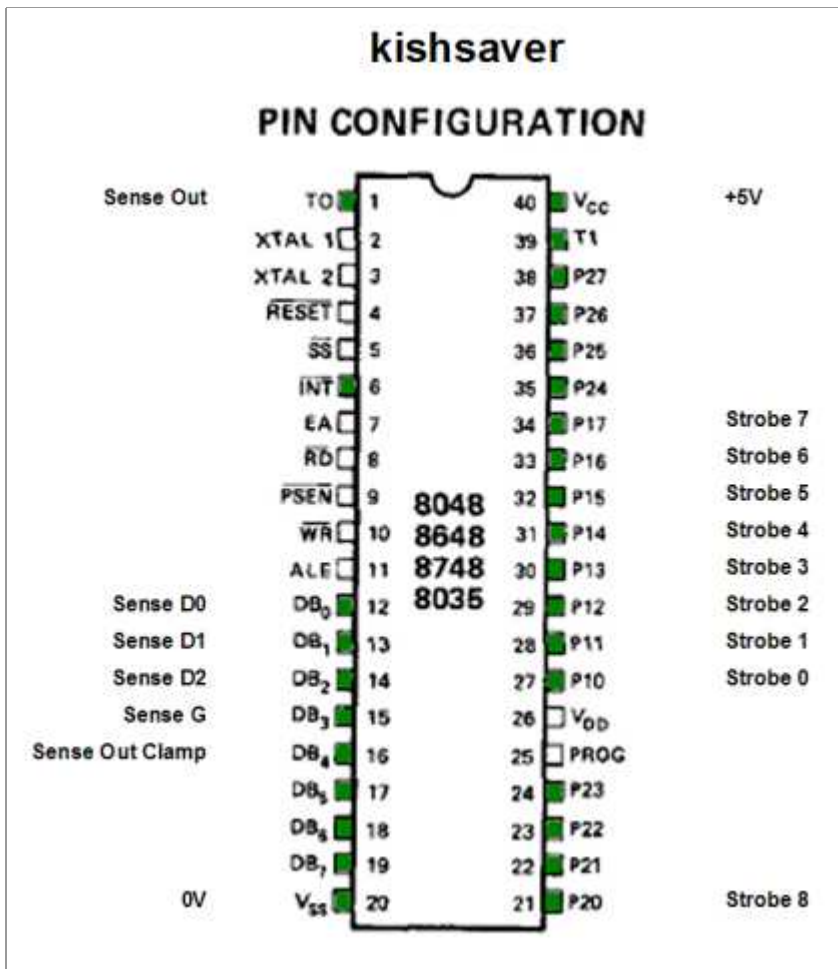 kishsaver
PIN CONFIGURATION
Sense Out TO 1 40 VCC +5V
XTAL 1 2 39 T1
XTAL 2 3 38 P27
RESET 4 37 P26
SS 5 36 P25
INT 6 35 P24
EA 7 34 P17 Strobe 7
RD 8 33 P16 Strobe 6
PSEN 9 32 P15 Strobe 5
8048
WR 10 31 P14 Strobe 4
8648
ALE 11 30 P13 Strobe 3
8748
8035
Sense D0 DB0 12 29 P12 Strobe 2
Sense D1 DB1 13 28 P11 Strobe 1
Sense D2 DB2 14 27 P10 Strobe 0
Sense G DB3 15 26 VDD
Sense Out Clamp DB4 16 25 PROG
DB5 17 24 P23
DB6 18 23 P22
DB7 19 22 P21
0V VSS 20 21 P20 Strobe 8